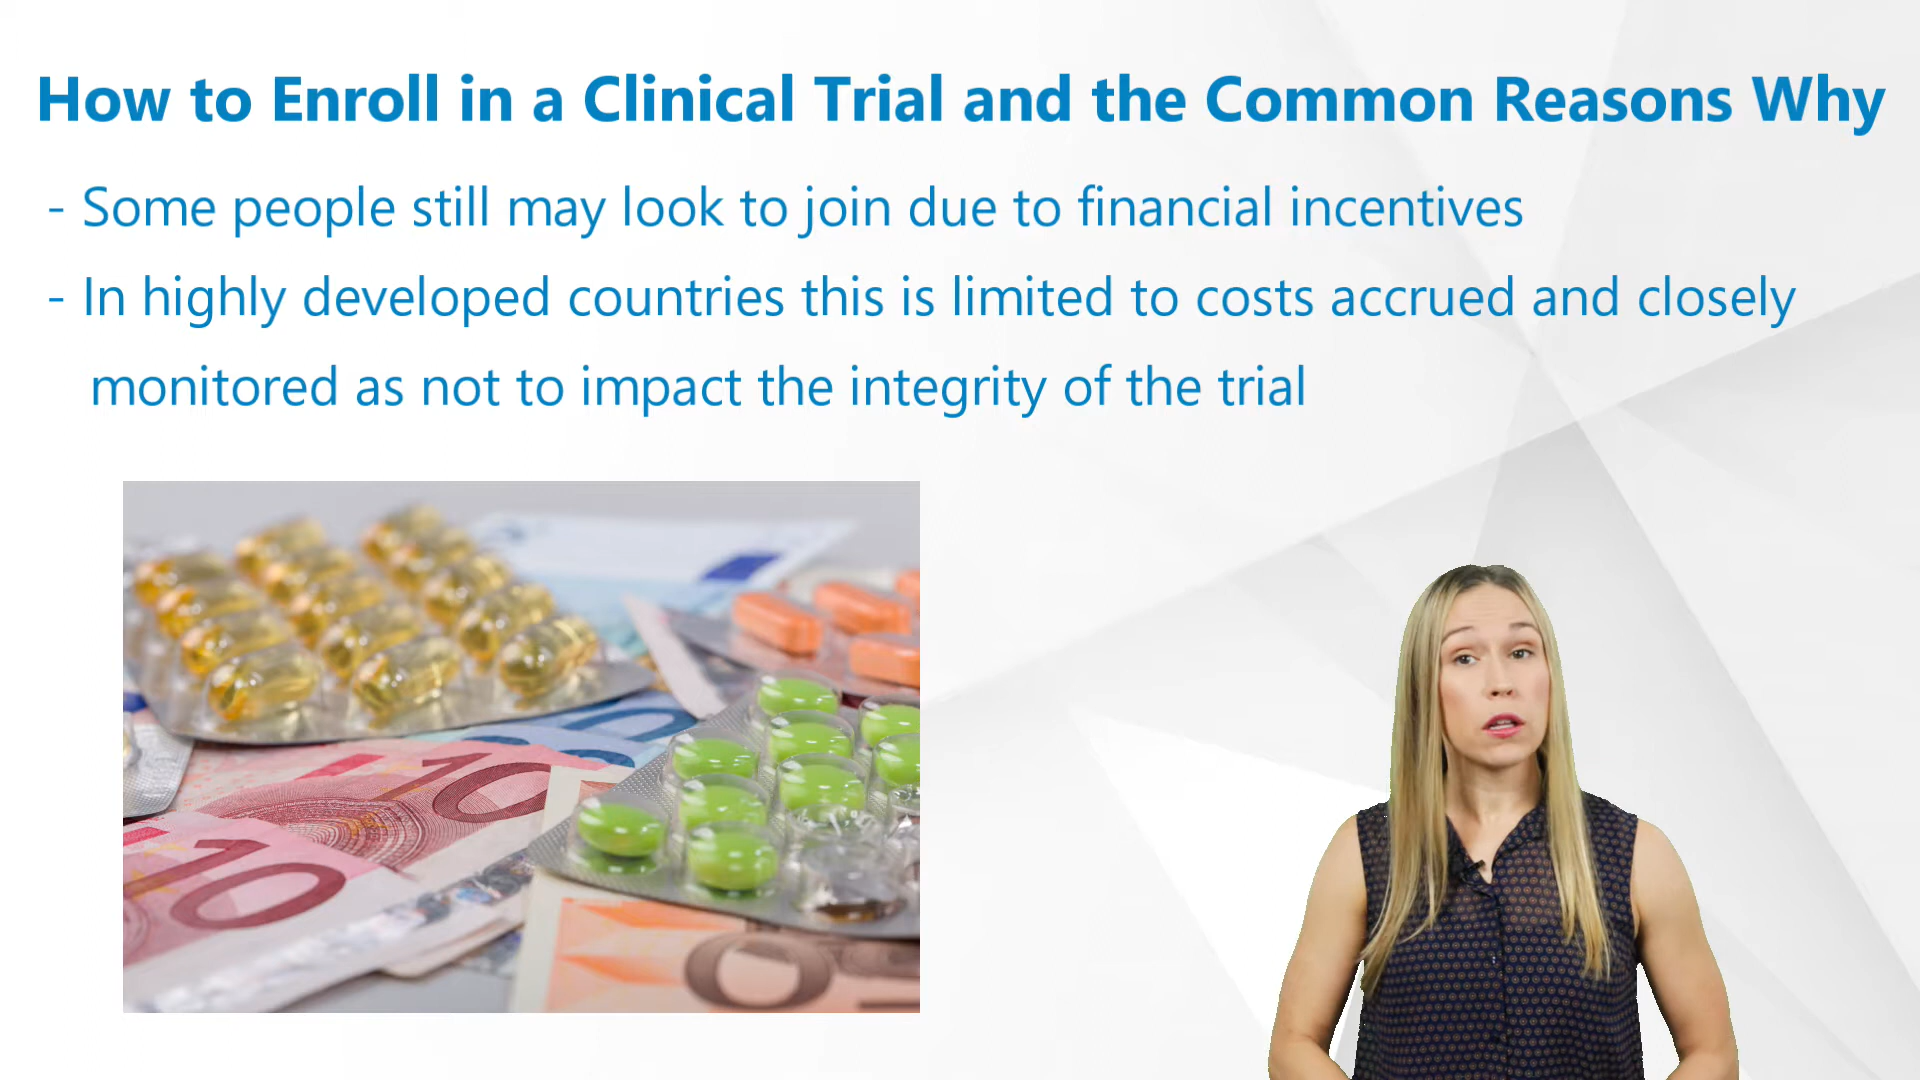 How to Enroll in a Clinical Trial and the Common Reasons Why
- Some people still may look to join due to financial incentives
- In highly developed countries this is limited to costs accrued and closely
monitored as not to impact the integrity of the trial
10
10